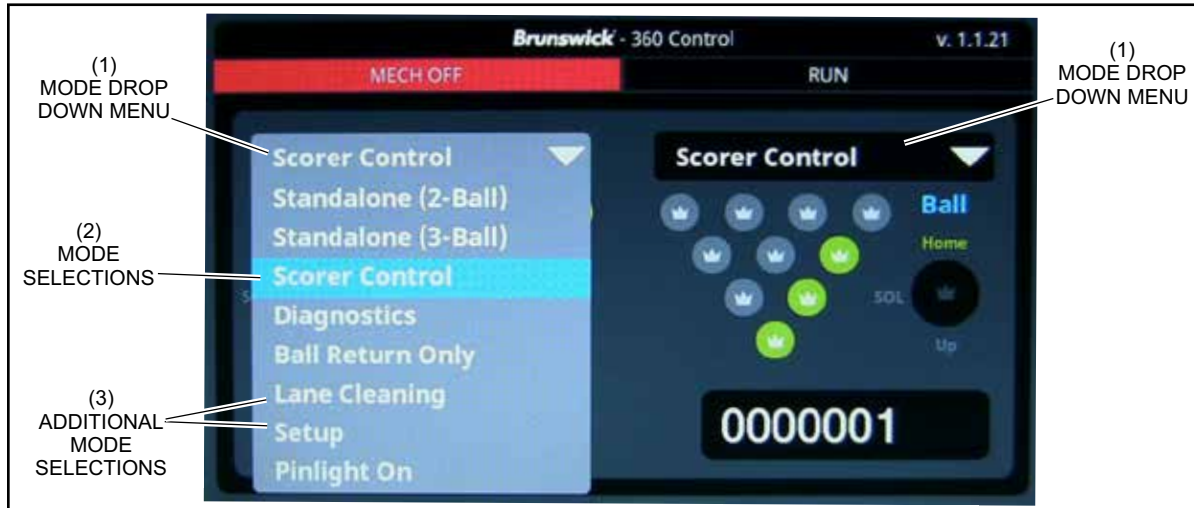 Brunswick - 360 Control
v. 1.1.21
MECH OFF
RUN
(1)
MODE DROP
DOWN MENU
(1)
MODE DROP
DOWN MENU
Scorer Control
Scorer Control
Standalone (2-Ball)
Standalone (3-Ball)
Ball
Home
(2)
MODE
SELECTIONS
Scorer Control
SOL
Diagnostics
Up
Ball Return Only
(3)
ADDITIONAL
MODE
SELECTIONS
Lane Cleaning
Setup
Pinlight On
0000001